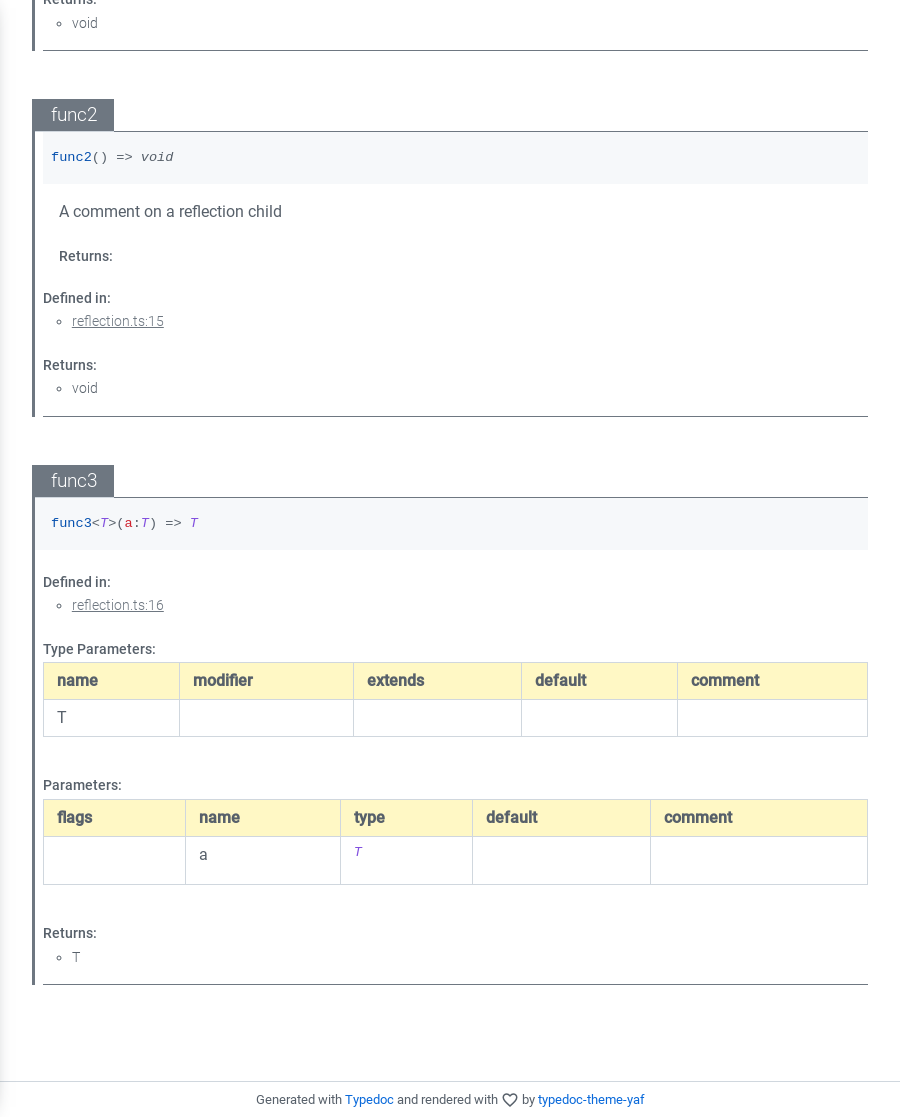 Returns:
void
func2
func2() => void
A comment on a reflection child
Returns:
Defined in:
reflection.ts:15
Returns:
void
func3
func3<T>(a:T) => T
Defined in:
reflection.ts:16
Type Parameters:
name modifier extends default comment
T
Parameters:
flags name type default comment
a T
Returns:
T
Generated with Typedoc and rendered with ♡ by typedoc-theme-yaf